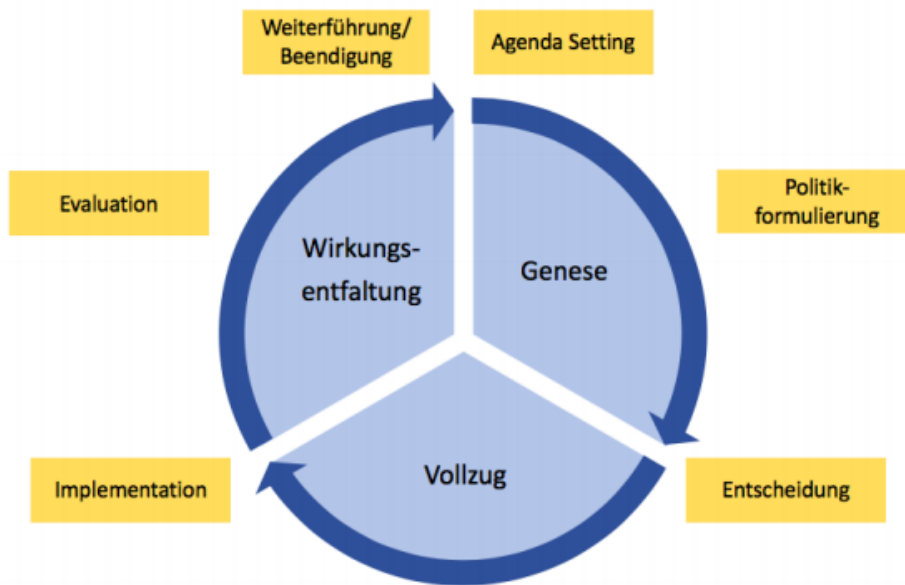 Weiterführung/
Beendigung
Agenda Setting
Evaluation
Politik-
formulierung
Wirkungs-
entfaltung
Genese
Implementation
Vollzug
Entscheidung